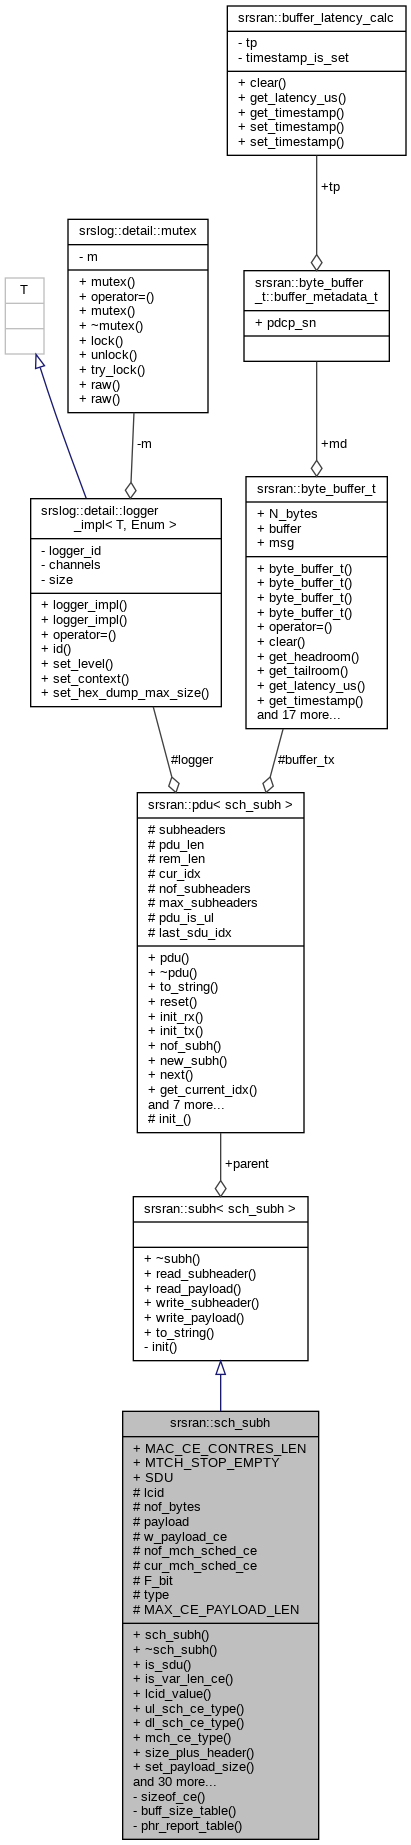 srsran::buffer_latency_calc
- tp
- timestamp_is_set
+ clear()
+ get_latency_us()
+ get_timestamp()
+ set_timestamp()
+ set_timestamp()
+tp
srslog::detail::mutex
- m
+ mutex()
+ operator=()
+ mutex()
+ ~mutex()
+ lock()
+ unlock()
+ try_lock()
+ raw()
+ raw()
srsran::byte_buffer
_t::buffer_metadata_t
+ pdcp_sn
T
-m
+md
srslog::detail::logger
_impl< T, Enum >
- logger_id
- channels
- size
+ logger_impl()
+ logger_impl()
+ operator=()
+ id()
+ set_level()
+ set_context()
+ set_hex_dump_max_size()
srsran::byte_buffer_t
+ N_bytes
+ buffer
+ msg
+ byte_buffer_t()
+ byte_buffer_t()
+ byte_buffer_t()
+ byte_buffer_t()
+ operator=()
+ clear()
+ get_headroom()
+ get_tailroom()
+ get_latency_us()
+ get_timestamp()
and 17 more...
#logger
#buffer_tx
srsran::pdu< sch_subh >
# subheaders
# pdu_len
# rem_len
# cur_idx
# nof_subheaders
# max_subheaders
# pdu_is_ul
# last_sdu_idx
+ pdu()
+ ~pdu()
+ to_string()
+ reset()
+ init_rx()
+ init_tx()
+ nof_subh()
+ new_subh()
+ next()
+ get_current_idx()
and 7 more...
# init_()
+parent
srsran::subh< sch_subh >
+ ~subh()
+ read_subheader()
+ read_payload()
+ write_subheader()
+ write_payload()
+ to_string()
- init()
srsran::sch_subh
+ MAC_CE_CONTRES_LEN
+ MTCH_STOP_EMPTY
+ SDU
# lcid
# nof_bytes
# payload
# w_payload_ce
# nof_mch_sched_ce
# cur_mch_sched_ce
# F_bit
# type
# MAX_CE_PAYLOAD_LEN
+ sch_subh()
+ ~sch_subh()
+ is_sdu()
+ is_var_len_ce()
+ lcid_value()
+ ul_sch_ce_type()
+ dl_sch_ce_type()
+ mch_ce_type()
+ size_plus_header()
+ set_payload_size()
and 30 more...
- sizeof_ce()
- buff_size_table()
- phr_report_table()